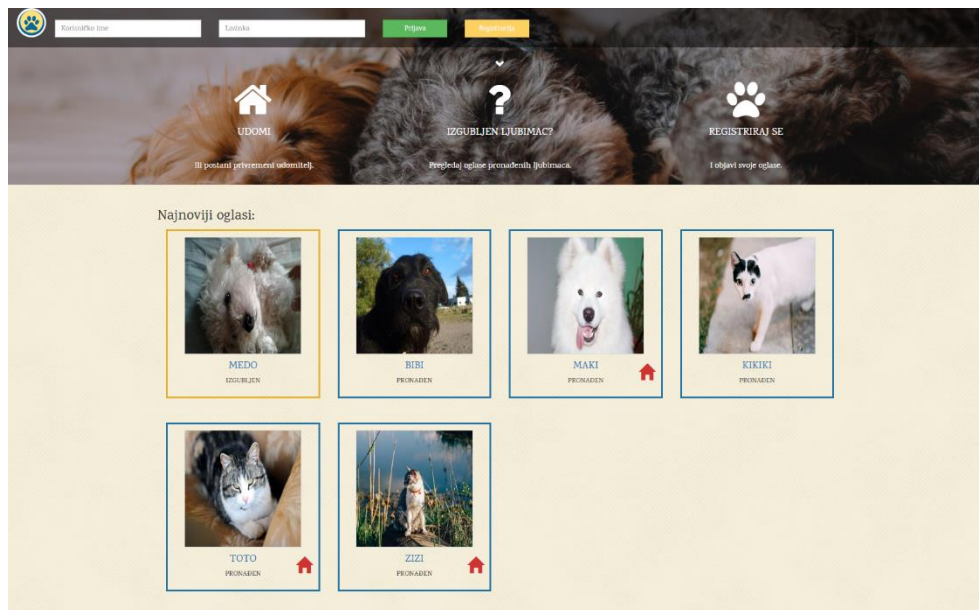 Korisničko ime
Lozinka
Prijava
Registracija
UDOMI
IZGUBLJEN LJUBIMAC?
REGISTRIRAJ SE
Ili postani privremeni udomitelj.
Pregledaj oglase pronađenih ljubimaca.
I objavi svoje oglase.
Najnoviji oglasi:
MEDO
IZGUBLJEN
BIBI
PRONAĐEN
MAKI
PRONAĐEN
KIKIKI
PRONAĐEN
TOTO
PRONAĐEN
ZIZI
PRONAĐEN